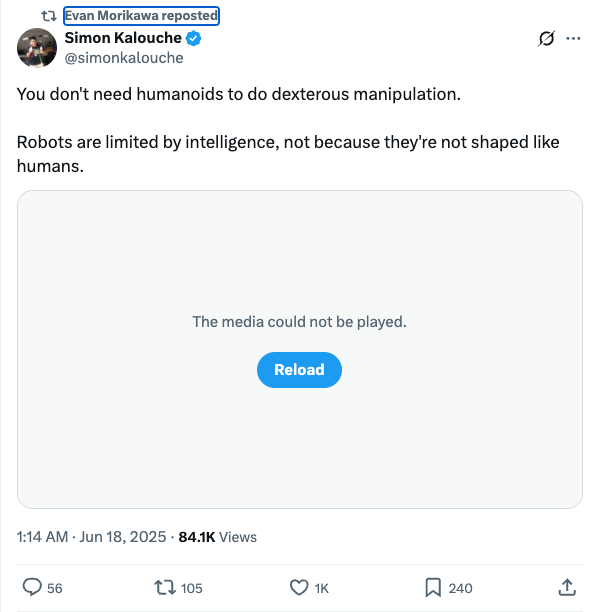 Evan Morikawa reposted
Simon Kalouche
@simonkalouche
You don't need humanoids to do dexterous manipulation.
Robots are limited by intelligence, not because they're not shaped like
humans.
The media could not be played.
Reload
1:14 AM · Jun 18, 2025 · 84.1K Views
56 105 1K 240